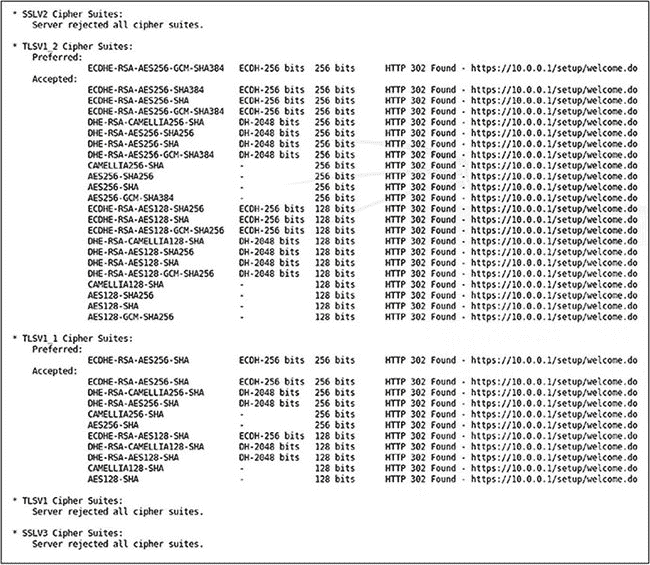 * SSLV2 Cipher Suites:
Server rejected all cipher suites.
* TLSV1_2 Cipher Suites:
Preferred:
ECDHE-RSA-AES256-GCM-SHA384 ECDH-256 bits 256 bits HTTP 302 Found - https://10.0.0.1/setup/welcome.do
Accepted:
ECDHE-RSA-AES256-SHA384 ECDH-256 bits 256 bits HTTP 302 Found - https://10.0.0.1/setup/welcome.do
ECDHE-RSA-AES256-SHA ECDH-256 bits 256 bits HTTP 302 Found - https://10.0.0.1/setup/welcome.do
ECDHE-RSA-AES256-GCM-SHA384 ECDH-256 bits 256 bits HTTP 302 Found - https://10.0.0.1/setup/welcome.do
DHE-RSA-CAMELLIA256-SHA DH-2048 bits 256 bits HTTP 302 Found - https://10.0.0.1/setup/welcome.do
DHE-RSA-AES256-SHA256 DH-2048 bits 256 bits HTTP 302 Found - https://10.0.0.1/setup/welcome.do
DHE-RSA-AES256-SHA DH-2048 bits 256 bits HTTP 302 Found - https://10.0.0.1/setup/welcome.do
DHE-RSA-AES256-GCM-SHA384 DH-2048 bits 256 bits HTTP 302 Found - https://10.0.0.1/setup/welcome.do
CAMELLIA256-SHA - 256 bits HTTP 302 Found - https://10.0.0.1/setup/welcome.do
AES256-SHA256 - 256 bits HTTP 302 Found - https://10.0.0.1/setup/welcome.do
AES256-SHA - 256 bits HTTP 302 Found - https://10.0.0.1/setup/welcome.do
AES256-GCM-SHA384 - 256 bits HTTP 302 Found - https://10.0.0.1/setup/welcome.do
ECDHE-RSA-AES128-SHA256 ECDH-256 bits 128 bits HTTP 302 Found - https://10.0.0.1/setup/welcome.do
ECDHE-RSA-AES128-SHA ECDH-256 bits 128 bits HTTP 302 Found - https://10.0.0.1/setup/welcome.do
ECDHE-RSA-AES128-GCM-SHA256 ECDH-256 bits 128 bits HTTP 302 Found - https://10.0.0.1/setup/welcome.do
DHE-RSA-CAMELLIA128-SHA DH-2048 bits 128 bits HTTP 302 Found - https://10.0.0.1/setup/welcome.do
DHE-RSA-AES128-SHA256 DH-2048 bits 128 bits HTTP 302 Found - https://10.0.0.1/setup/welcome.do
DHE-RSA-AES128-SHA DH-2048 bits 128 bits HTTP 302 Found - https://10.0.0.1/setup/welcome.do
DHE-RSA-AES128-GCM-SHA256 DH-2048 bits 128 bits HTTP 302 Found - https://10.0.0.1/setup/welcome.do
CAMELLIA128-SHA - 128 bits HTTP 302 Found - https://10.0.0.1/setup/welcome.do
AES128-SHA256 - 128 bits HTTP 302 Found - https://10.0.0.1/setup/welcome.do
AES128-SHA - 128 bits HTTP 302 Found - https://10.0.0.1/setup/welcome.do
AES128-GCM-SHA256 - 128 bits HTTP 302 Found - https://10.0.0.1/setup/welcome.do
* TLSV1_1 Cipher Suites:
Preferred:
ECDHE-RSA-AES256-SHA ECDH-256 bits 256 bits HTTP 302 Found - https://10.0.0.1/setup/welcome.do
Accepted:
ECDHE-RSA-AES256-SHA ECDH-256 bits 256 bits HTTP 302 Found - https://10.0.0.1/setup/welcome.do
DHE-RSA-CAMELLIA256-SHA DH-2048 bits 256 bits HTTP 302 Found - https://10.0.0.1/setup/welcome.do
DHE-RSA-AES256-SHA DH-2048 bits 256 bits HTTP 302 Found - https://10.0.0.1/setup/welcome.do
CAMELLIA256-SHA - 256 bits HTTP 302 Found - https://10.0.0.1/setup/welcome.do
AES256-SHA - 256 bits HTTP 302 Found - https://10.0.0.1/setup/welcome.do
ECDHE-RSA-AES128-SHA ECDH-256 bits 128 bits HTTP 302 Found - https://10.0.0.1/setup/welcome.do
DHE-RSA-CAMELLIA128-SHA DH-2048 bits 128 bits HTTP 302 Found - https://10.0.0.1/setup/welcome.do
DHE-RSA-AES128-SHA DH-2048 bits 128 bits HTTP 302 Found - https://10.0.0.1/setup/welcome.do
CAMELLIA128-SHA - 128 bits HTTP 302 Found - https://10.0.0.1/setup/welcome.do
AES128-SHA - 128 bits HTTP 302 Found - https://10.0.0.1/setup/welcome.do
* TLSV1 Cipher Suites:
Server rejected all cipher suites.
* SSLV3 Cipher Suites:
Server rejected all cipher suites.